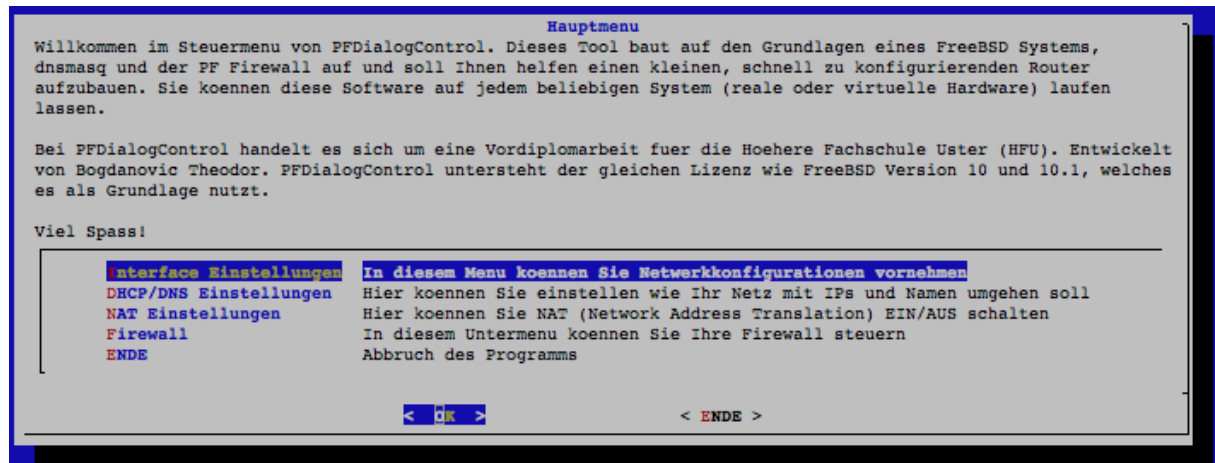 Hauptmenu
Willkommen im Steuermenu von PFDialogControl. Dieses Tool baut auf den Grundlagen eines FreeBSD Systems,
dnsmasq und der PF Firewall auf und soll Ihnen helfen einen kleinen, schnell zu konfigurierenden Router
aufzubauen. Sie koennen diese Software auf jedem beliebigen System (reale oder virtuelle Hardware) laufen
lassen.
Bei PFDialogControl handelt es sich um eine Vordiplomarbeit fuer die Hoehere Fachschule Uster (HFU). Entwickelt
von Bogdanovic Theodor. PFDialogControl untersteht der gleichen Lizenz wie FreeBSD Version 10 und 10.1, welches
es als Grundlage nutzt.
Viel Spass!
Interface Einstellungen In diesem Menu koennen Sie Netwerkkonfigurationen vornehmen
DHCP/DNS Einstellungen Hier koennen Sie einstellen wie Ihr Netz mit IPs und Namen umgehen soll
NAT Einstellungen Hier koennen Sie NAT (Network Address Translation) EIN/AUS schalten
Firewall In diesem Untermenu koennen Sie Ihre Firewall steuern
ENDE Abbruch des Programms
< OK > < ENDE >